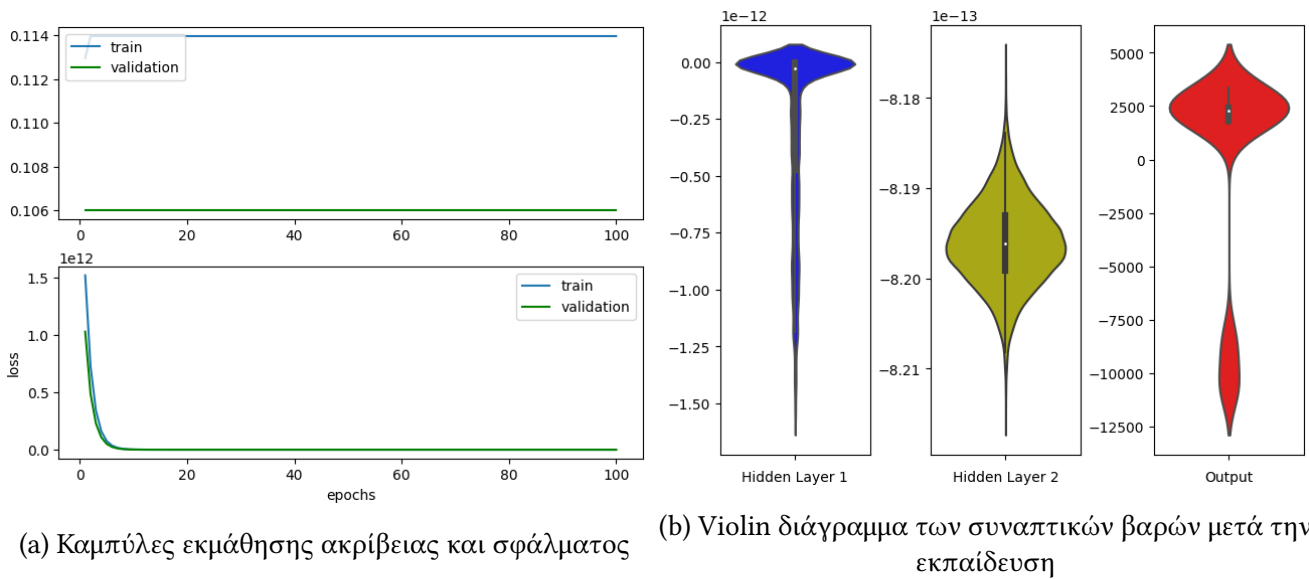 0.114
0.112
0.110
0.108
0.106
train
validation
0 20 40 60 80 100
1e12
1.5
1.0
0.5
0.0
loss
train
validation
0 20 40 60 80 100
epochs
(a) Καμπύλες εκμάθησης ακρίβειας και σφάλματος
1e−12
0.00
−0.25
−0.50
−0.75
−1.00
−1.25
−1.50
Hidden Layer 1
1e−13
−8.18
−8.19
−8.20
−8.21
Hidden Layer 2
5000
2500
0
−2500
−5000
−7500
−10000
−12500
Output
(b) Violin διάγραμμα των συναπτικών βαρών μετά την
εκπαίδευση